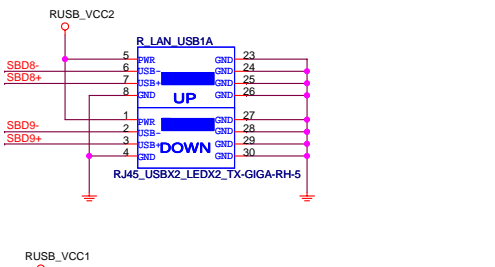 RUSB_VCC2
R_LAN_USB1A
5 PWR GND 23
SBD8- 6 USB- GND 24
SBD8+ 7 USB+ GND 25
8 GND GND 26
UP
1 PWR GND 27
SBD9- 2 USB- GND 28
SBD9+ 3 USB+ GND 29
DOWN
4 GND GND 30
RJ45_USBX2_LEDX2_TX-GIGA-RH-5
RUSB_VCC1